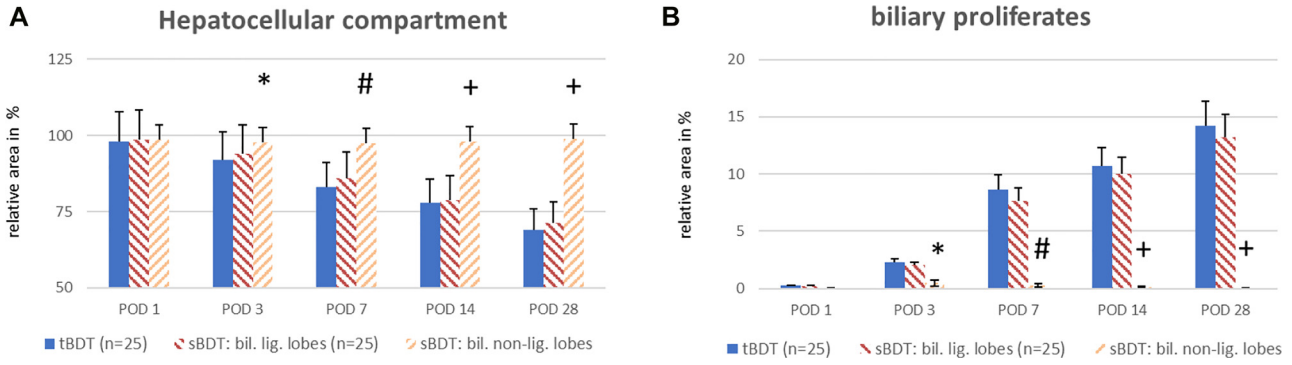 A
Hepatocellular compartment
relative area in %
125
100
75
50
*
#
+
+
POD 1 POD 3 POD 7 POD 14 POD 28
tBDT (n=25) sBDT: bil. lig. lobes (n=25) sBDT: bil. non-lig. lobes
B
biliary proliferates
relative area in %
20
15
10
5
0
*
#
+
+
POD 1 POD 3 POD 7 POD 14 POD 28
tBDT (n=25) sBDT: bil. lig. lobes (n=25) sBDT: bil. non-lig. lobes